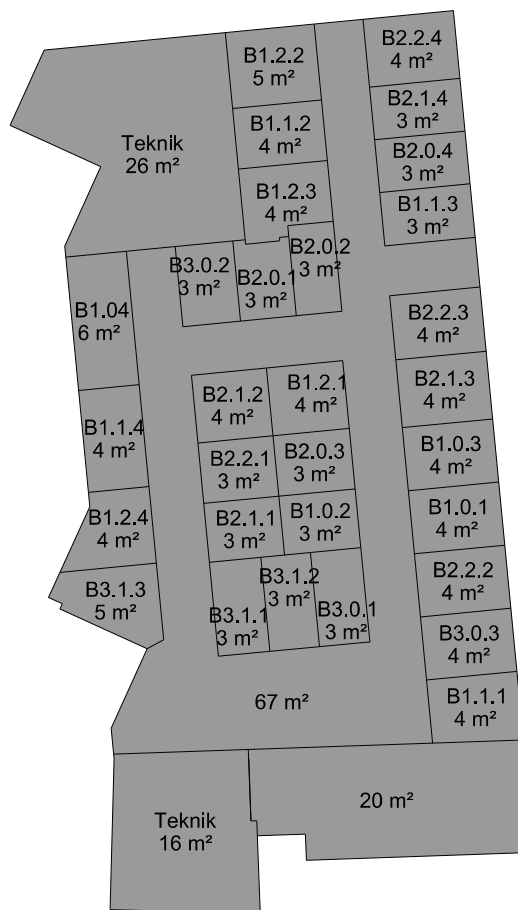 B1.2.2
5 m²
B2.2.4
4 m²
Teknik
26 m²
B1.1.2
4 m²
B2.1.4
3 m²
B2.0.4
3 m²
B1.2.3
4 m²
B1.1.3
3 m²
B3.0.2
3 m²
B2.0.1
3 m²
B2.0.2
3 m²
B1.04
6 m²
B2.2.3
4 m²
B2.1.2
4 m²
B1.2.1
4 m²
B2.1.3
4 m²
B1.1.4
4 m²
B2.2.1
3 m²
B2.0.3
3 m²
B1.0.3
4 m²
B1.2.4
4 m²
B2.1.1
3 m²
B1.0.2
3 m²
B1.0.1
4 m²
B3.1.3
5 m²
B3.1.1
3 m²
B3.1.2
3 m²
B3.0.1
3 m²
B2.2.2
4 m²
B3.0.3
4 m²
67 m²
B1.1.1
4 m²
Teknik
16 m²
20 m²